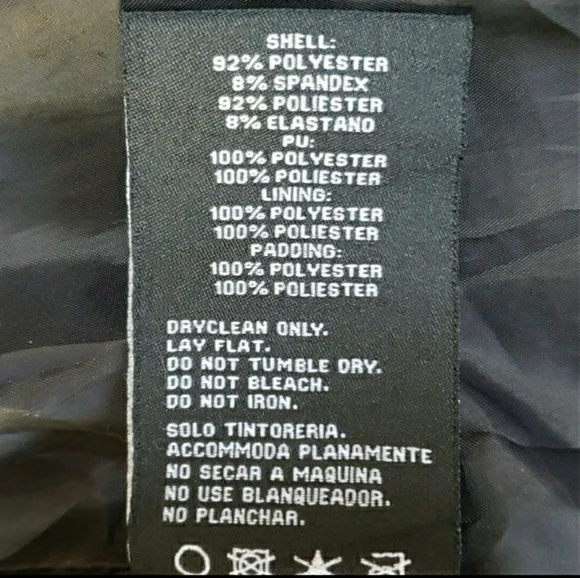 SHELL:
92% POLYESTER
8% SPANDEX
92% POLIESTER
8% ELASTANO
PU:
100% POLYESTER
100% POLIESTER
LINING:
100% POLYESTER
100% POLIESTER
PADDING:
100% POLYESTER
100% POLIESTER
DRYCLEAN ONLY.
LAY FLAT.
DO NOT TUMBLE DRY.
DO NOT BLEACH.
DO NOT IRON.
SOLO TINTORERIA.
ACCOMMODA PLANAMENTE
NO SECAR A MAQUINA
NO USE BLANQUEADOR.
NO PLANCHAR.